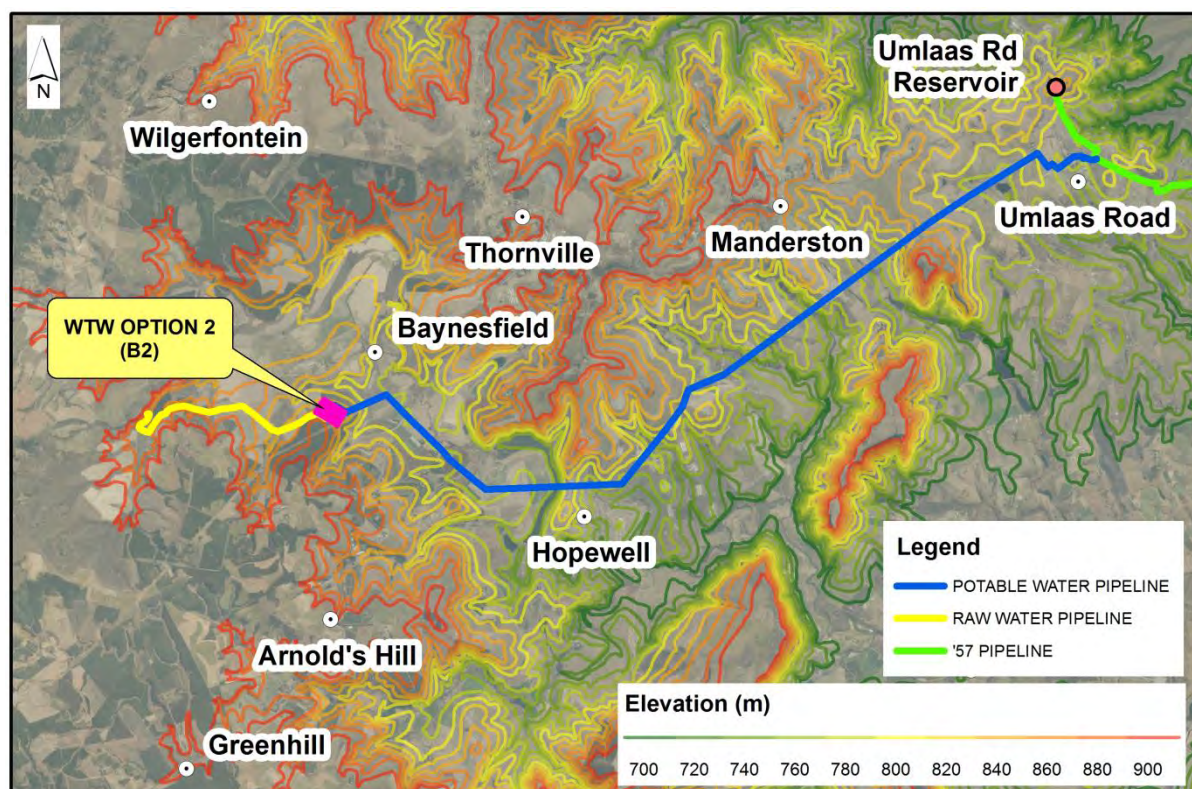 N
Umlaas Rd
Reservoir
Wilgerfontein
Thornville
Manderston
Umlaas Road
WTW OPTION 2
(B2)
Baynesfield
Hopewell
Arnold's Hill
Greenhill
Legend
POTABLE WATER PIPELINE
RAW WATER PIPELINE
'57 PIPELINE
Elevation (m)
700 720 740 760 780 800 820 840 860 880 900